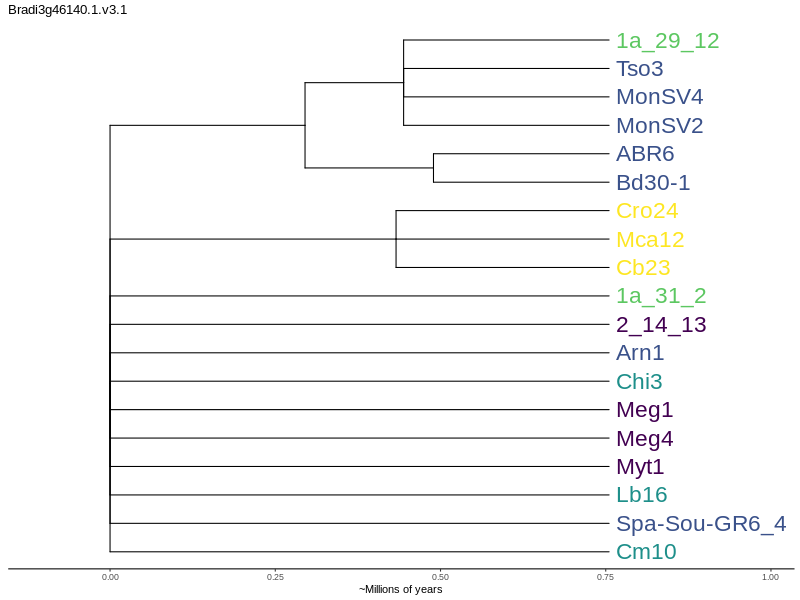 Bradi3g46140.1.v3.1
1a_29_12
Tso3
MonSV4
MonSV2
ABR6
Bd30-1
Cro24
Mca12
Cb23
1a_31_2
2_14_13
Arn1
Chi3
Meg1
Meg4
Myt1
Lb16
Spa-Sou-GR6_4
Cm10
0.00 0.25 0.50 0.75 1.00
~Millions of years